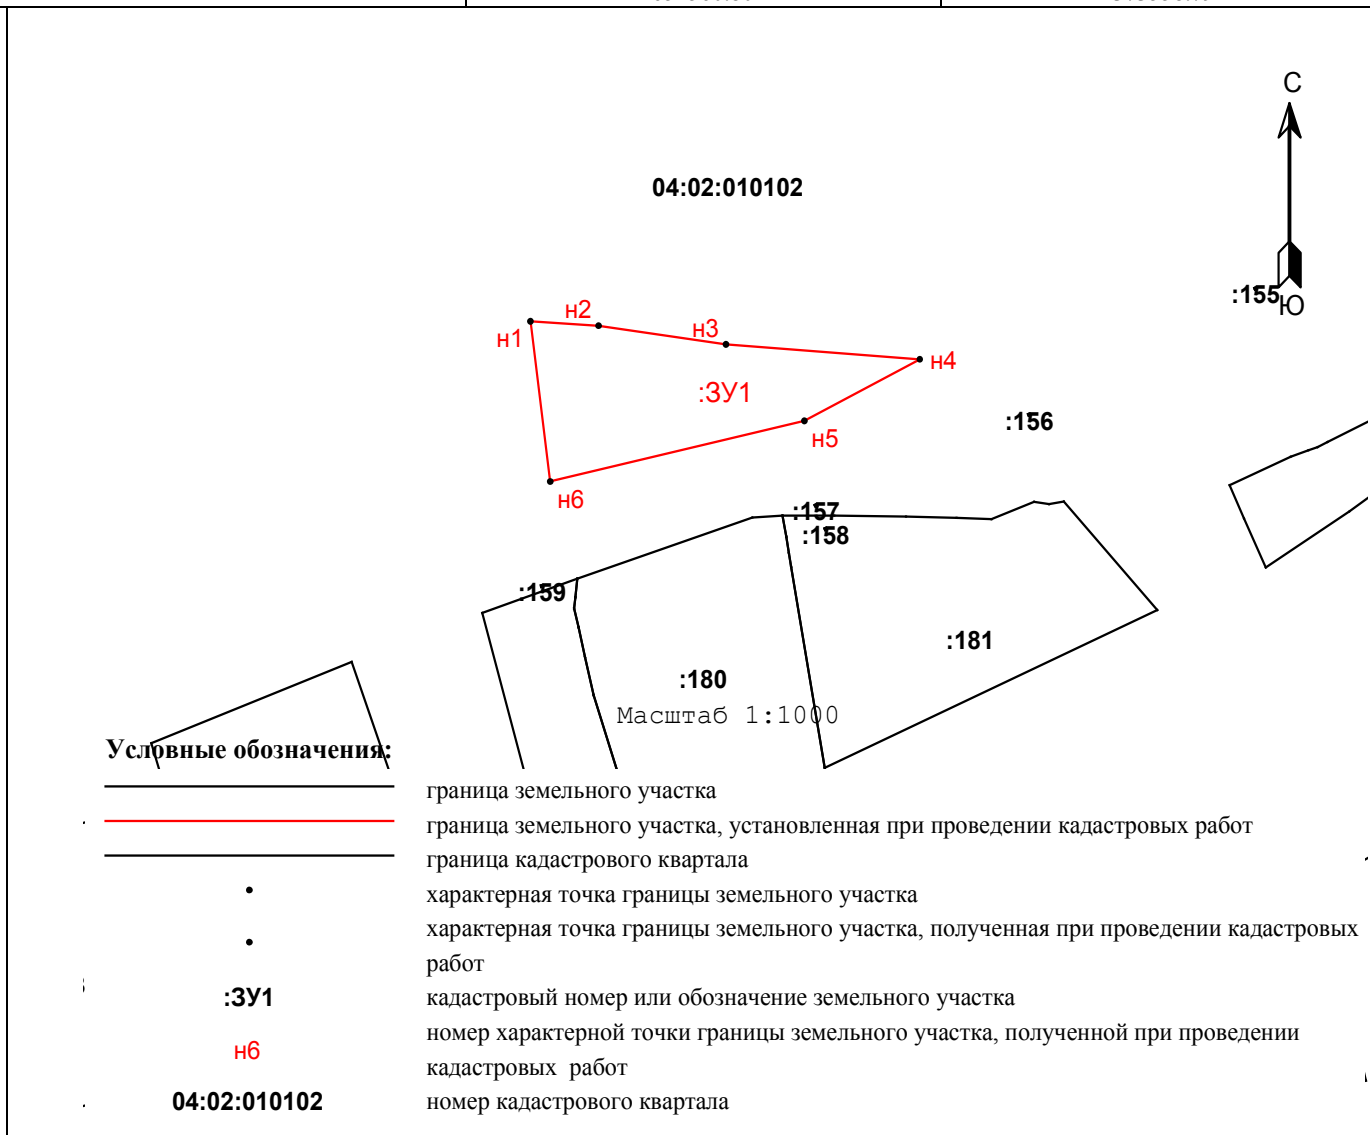 С
04:02:010102
:155
Ю
н2
н1
н3
н4
:ЗУ1
:156
н5
н6
:157
:158
:159
:181
:180
Масштаб 1:1000
Условные обозначения:
граница земельного участка
граница земельного участка, установленная при проведении кадастровых работ
граница кадастрового квартала
характерная точка границы земельного участка
характерная точка границы земельного участка, полученная при проведении кадастровых
работ
:ЗУ1 кадастровый номер или обозначение земельного участка
номер характерной точки границы земельного участка, полученной при проведении
н6
кадастровых работ
04:02:010102 номер кадастрового квартала